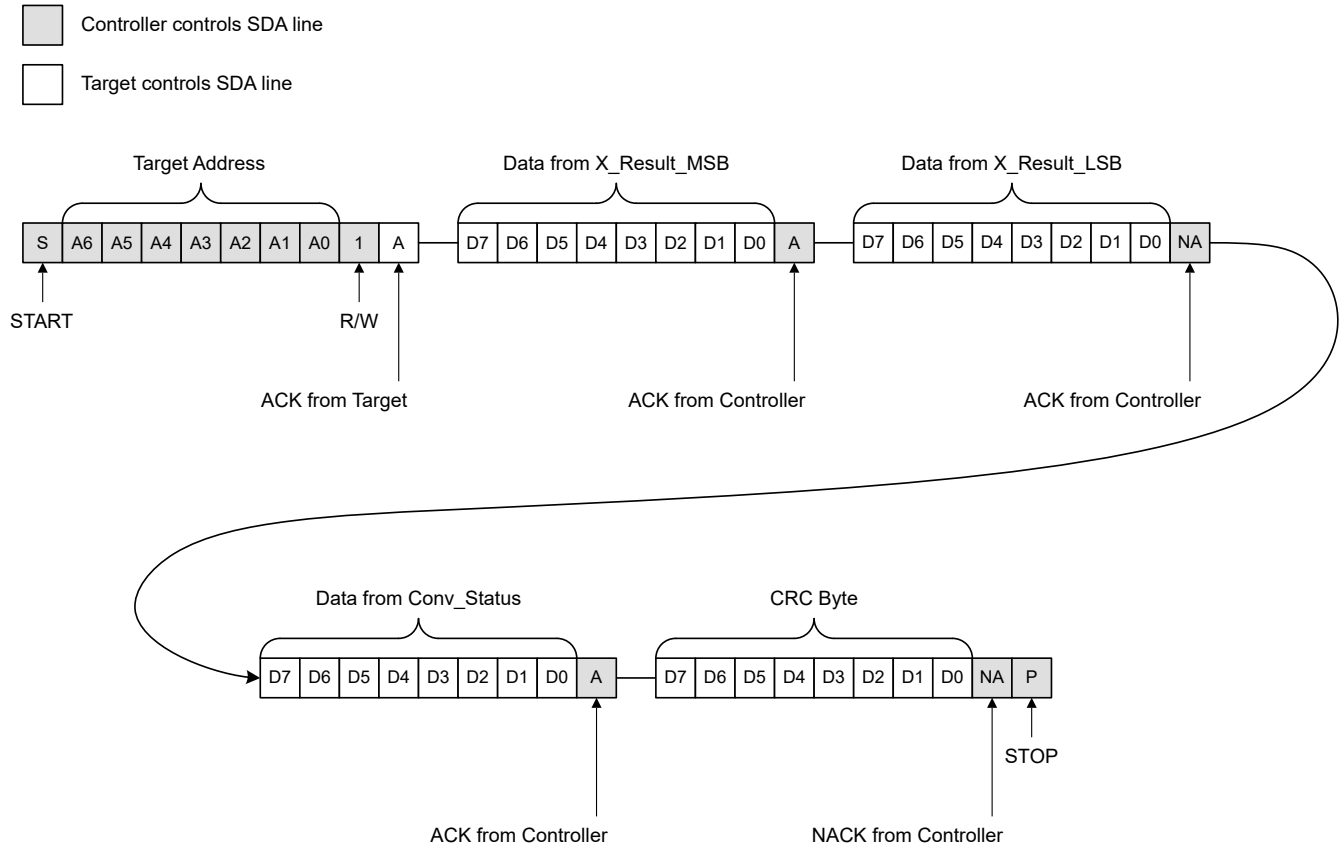 Controller controls SDA line
Target controls SDA line
Target Address
Data from X_Result_MSB
Data from X_Result_LSB
S A6 A5 A4 A3 A2 A1 A0 1 A D7 D6 D5 D4 D3 D2 D1 D0 A D7 D6 D5 D4 D3 D2 D1 D0 NA
START
R/W
ACK from Target
ACK from Controller
ACK from Controller
Data from Conv_Status
CRC Byte
D7 D6 D5 D4 D3 D2 D1 D0 A D7 D6 D5 D4 D3 D2 D1 D0 NA P
STOP
ACK from Controller
NACK from Controller